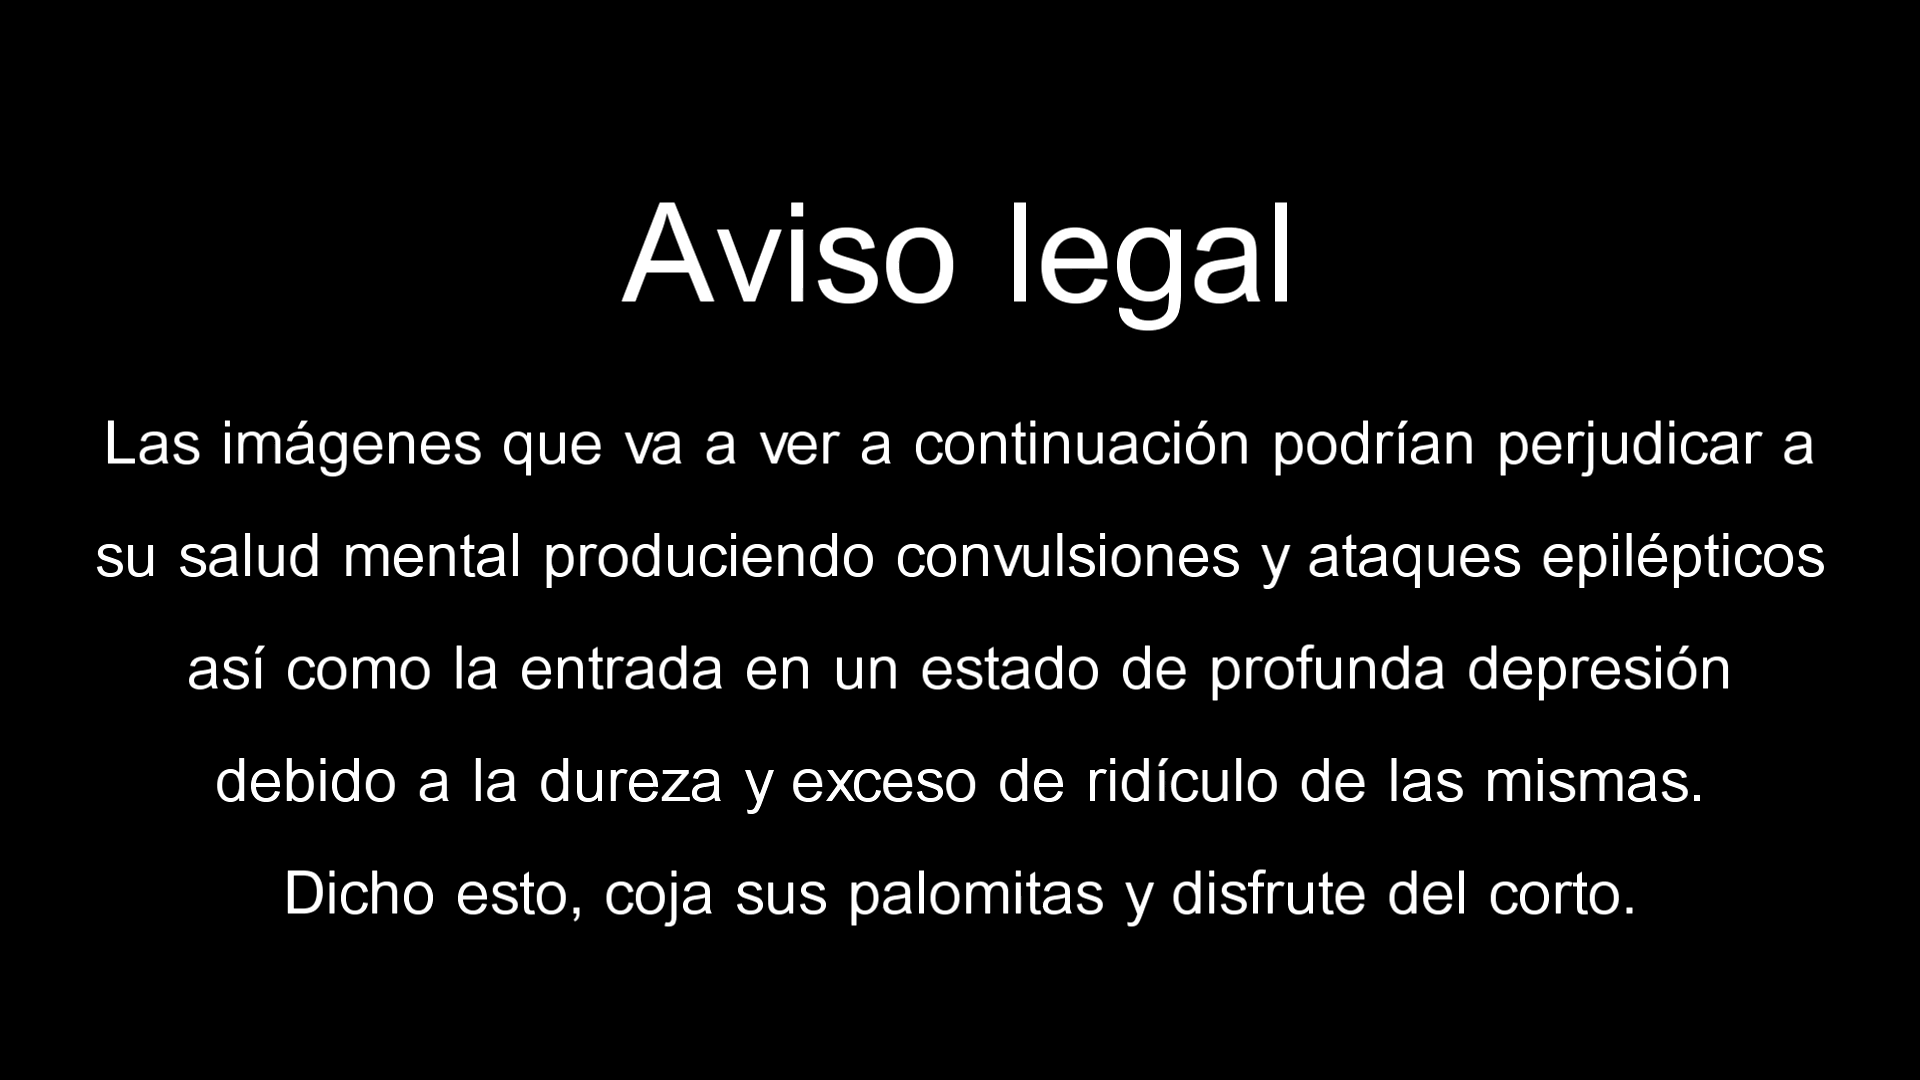 Aviso legal
Las imágenes que va a ver a continuación podrían perjudicar a
su salud mental produciendo convulsiones y ataques epilépticos
así como la entrada en un estado de profunda depresión
debido a la dureza y exceso de ridículo de las mismas.
Dicho esto, coja sus palomitas y disfrute del corto.